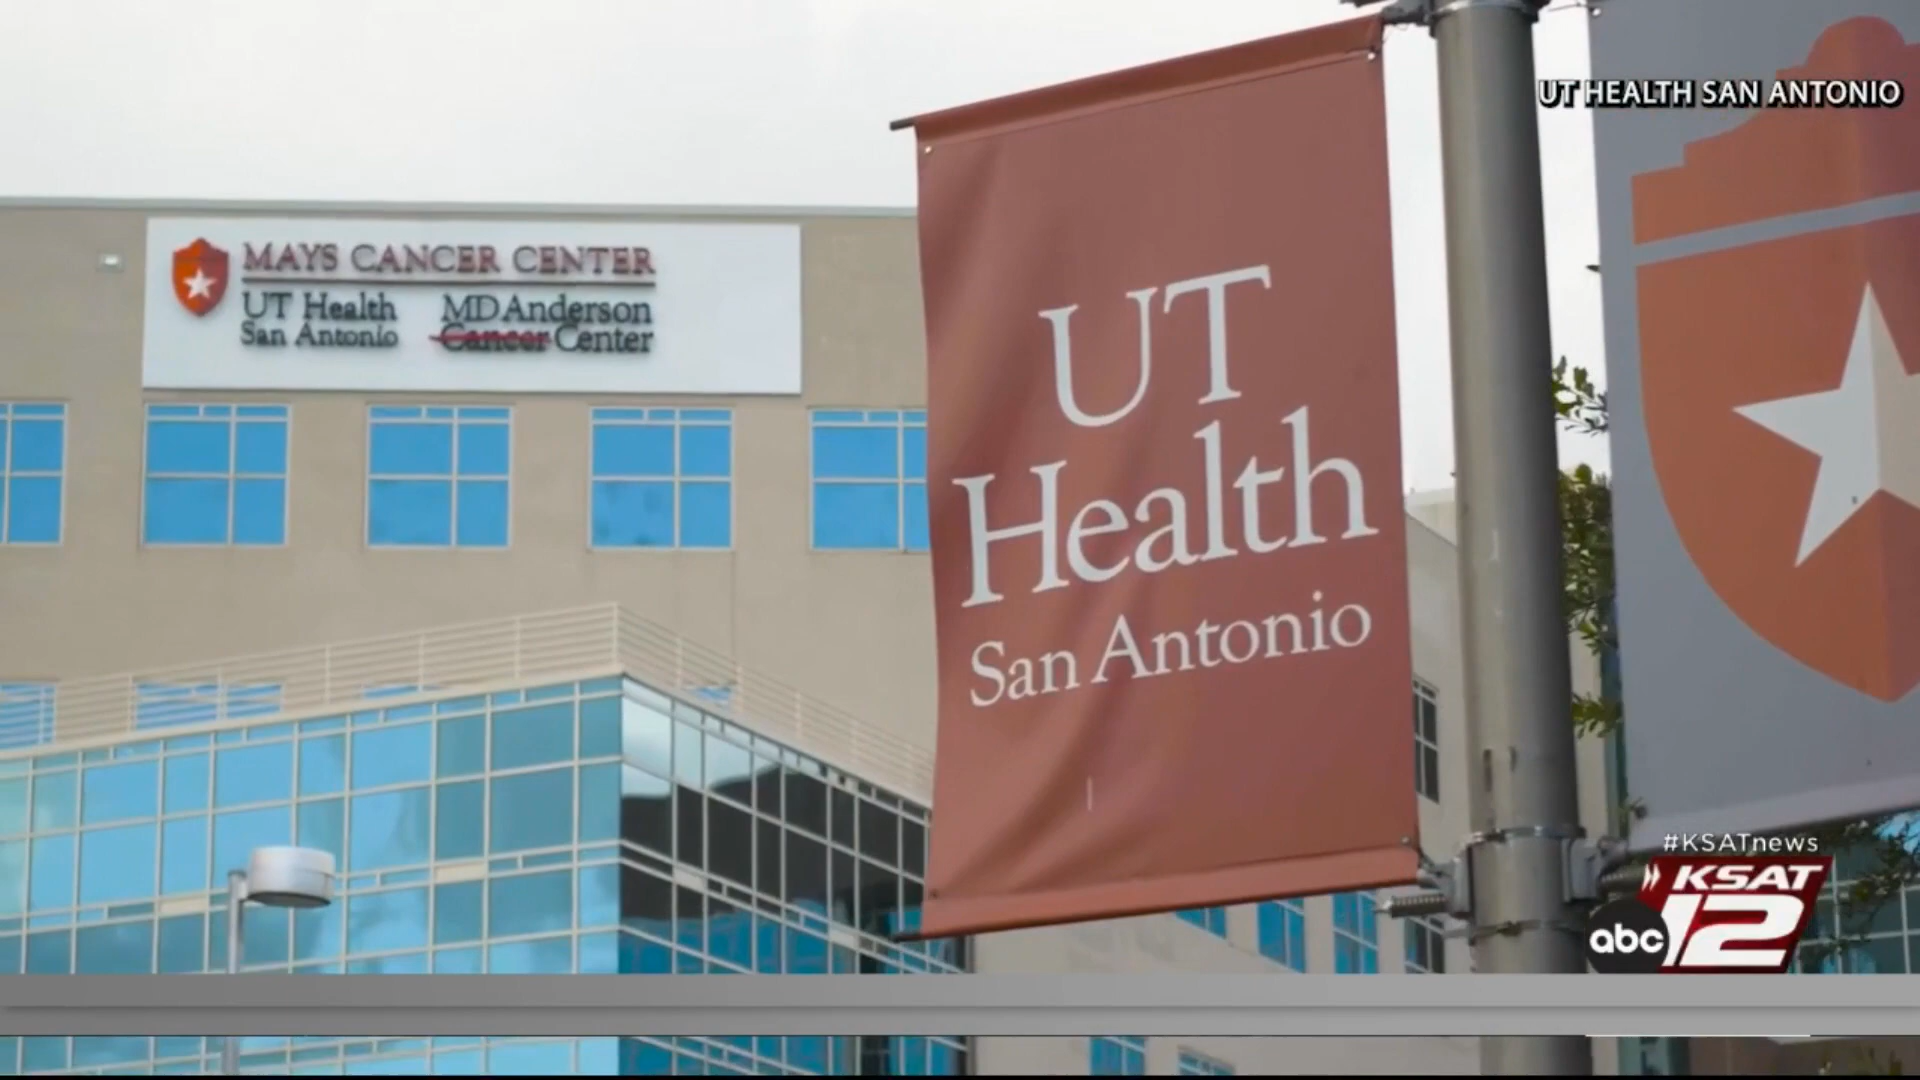 UT HEALTH SAN ANTONIO
MAYS CANCER CENTER
UT Health
San Antonio
MD Anderson
Cancer Center
UT
Health
San Antonio
#KSATnews
KSAT
12
abc